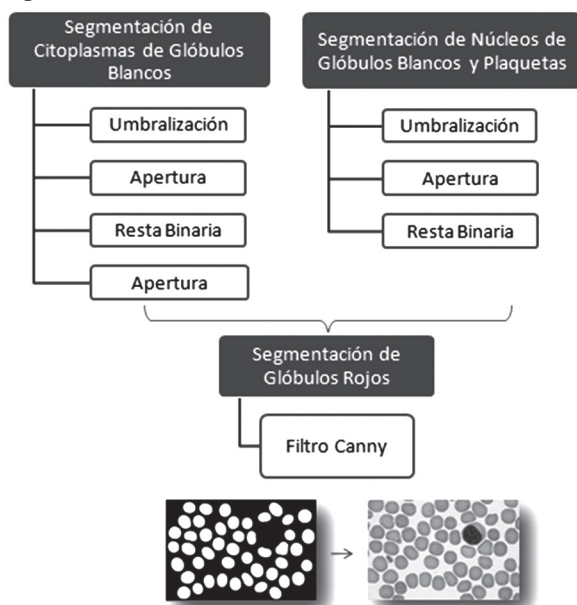 Segmentación de
Citoplasmas de Glóbulos
Blancos
Umbralización
Apertura
Resta Binaria
Apertura
Segmentación de Núcleos de
Glóbulos Blancos y Plaquetas
Umbralización
Apertura
Resta Binaria
Segmentación de
Glóbulos Rojos
Filtro Canny